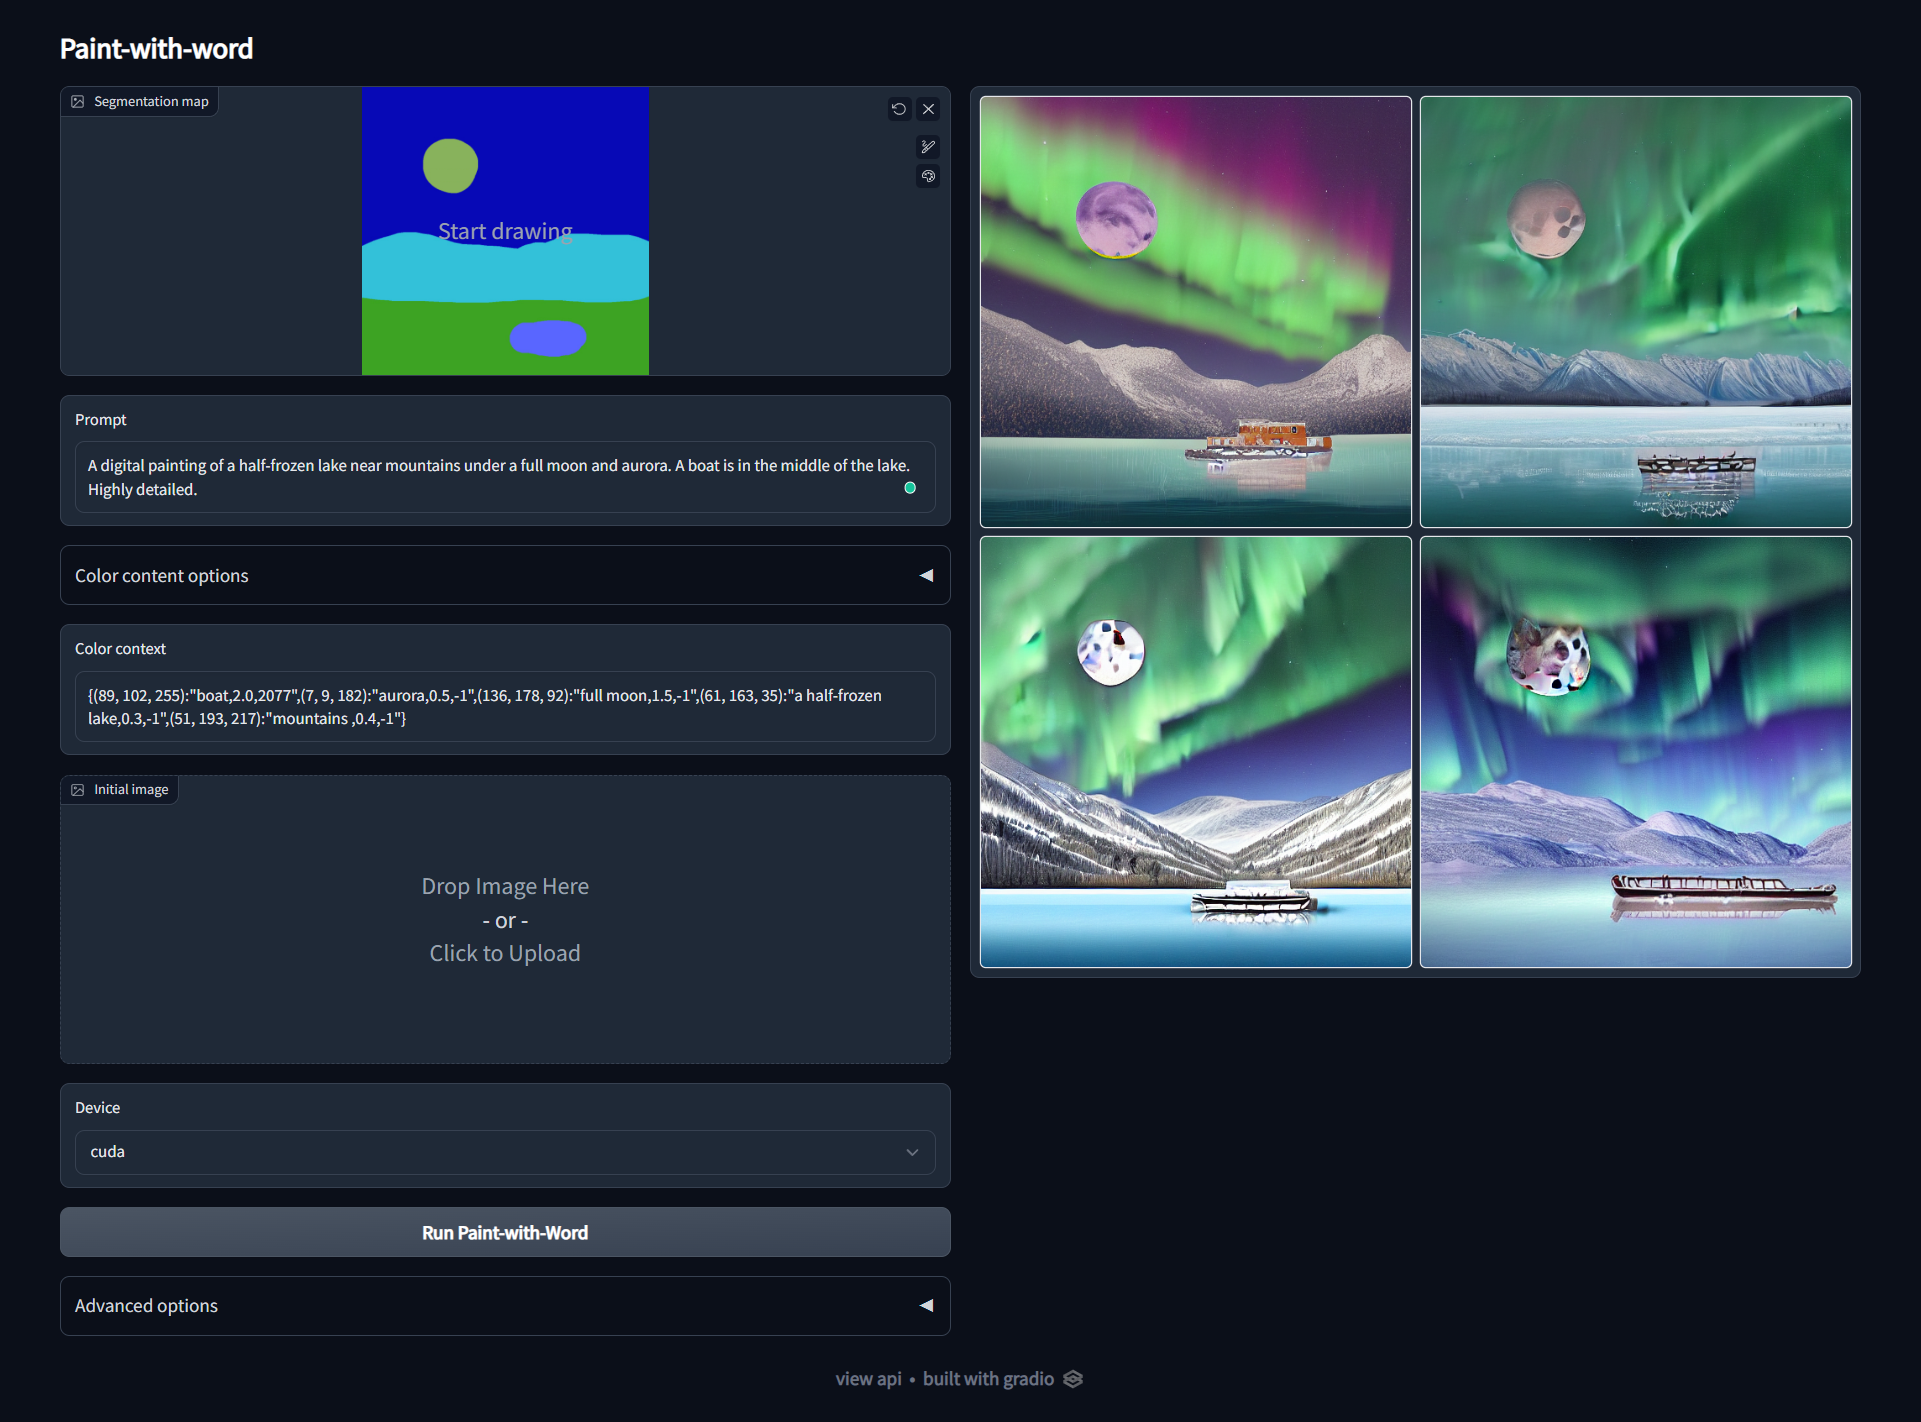 Paint-with-word
Segmentation map
Start drawing
Prompt
A digital painting of a half-frozen lake near mountains under a full moon and aurora. A boat is in the middle of the lake.
Highly detailed.
Color content options
Color context
{(89, 102, 255):"boat,2.0,2077",(7, 9, 182):"aurora,0.5,-1",(136, 178, 92):"full moon,1.5,-1",(61, 163, 35):"a half-frozen
lake,0.3,-1",(51, 193, 217):"mountains ,0.4,-1"}
Initial image
Drop Image Here
- or -
Click to Upload
Device
cuda
Run Paint-with-Word
Advanced options
view api • built with gradio